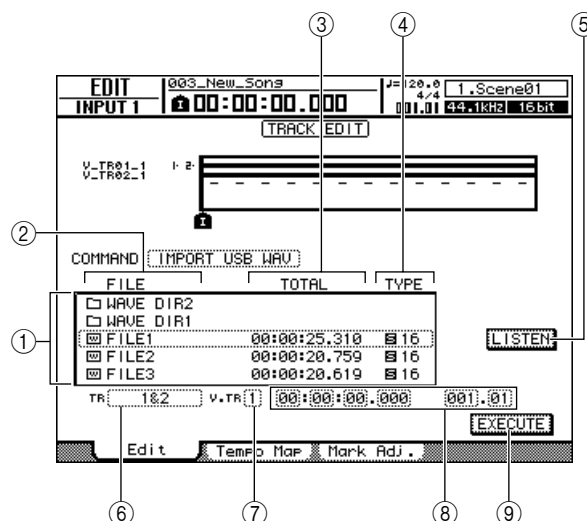 ③ ④ ⑤
EDIT 003_New_Song ♩=120.0 1.Scene01
4/4
INPUT 1 00:00:00.000 001.01 44.1kHz 16bit
TRACK EDIT
V_TR01_1 1- 2-
V_TR02_1
②
COMMAND IMPORT USB WAV
FILE TOTAL TYPE
①
WAVE DIR2
WAVE DIR1
FILE1 00:00:25.310 S 16 LISTEN
FILE2 00:00:20.759 S 16
FILE3 00:00:20.619 S 16
TR 1&2 V.TR 1 00:00:00.000 001.01
EXECUTE
Edit Tempo Map Mark Adj.
⑥ ⑦ ⑧ ⑨